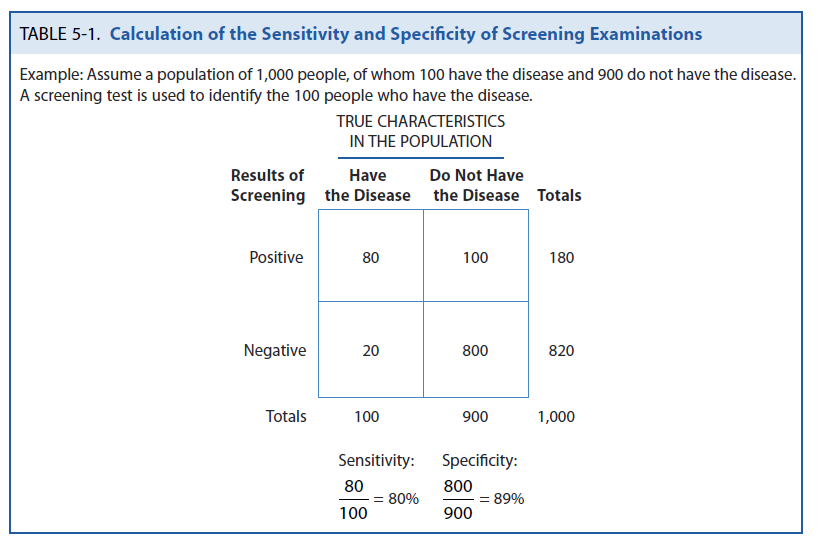 TABLE 5-1. Calculation of the Sensitivity and Specificity of Screening Examinations
Example: Assume a population of 1,000 people, of whom 100 have the disease and 900 do not have the disease.
A screening test is used to identify the 100 people who have the disease.
TRUE CHARACTERISTICS
IN THE POPULATION
Results of Have Do Not Have
Screening the Disease the Disease Totals
Positive 80 100 180
Negative 20 800 820
Totals 100 900 1,000
Sensitivity: Specificity:
80 800
= 80% = 89%
100 900